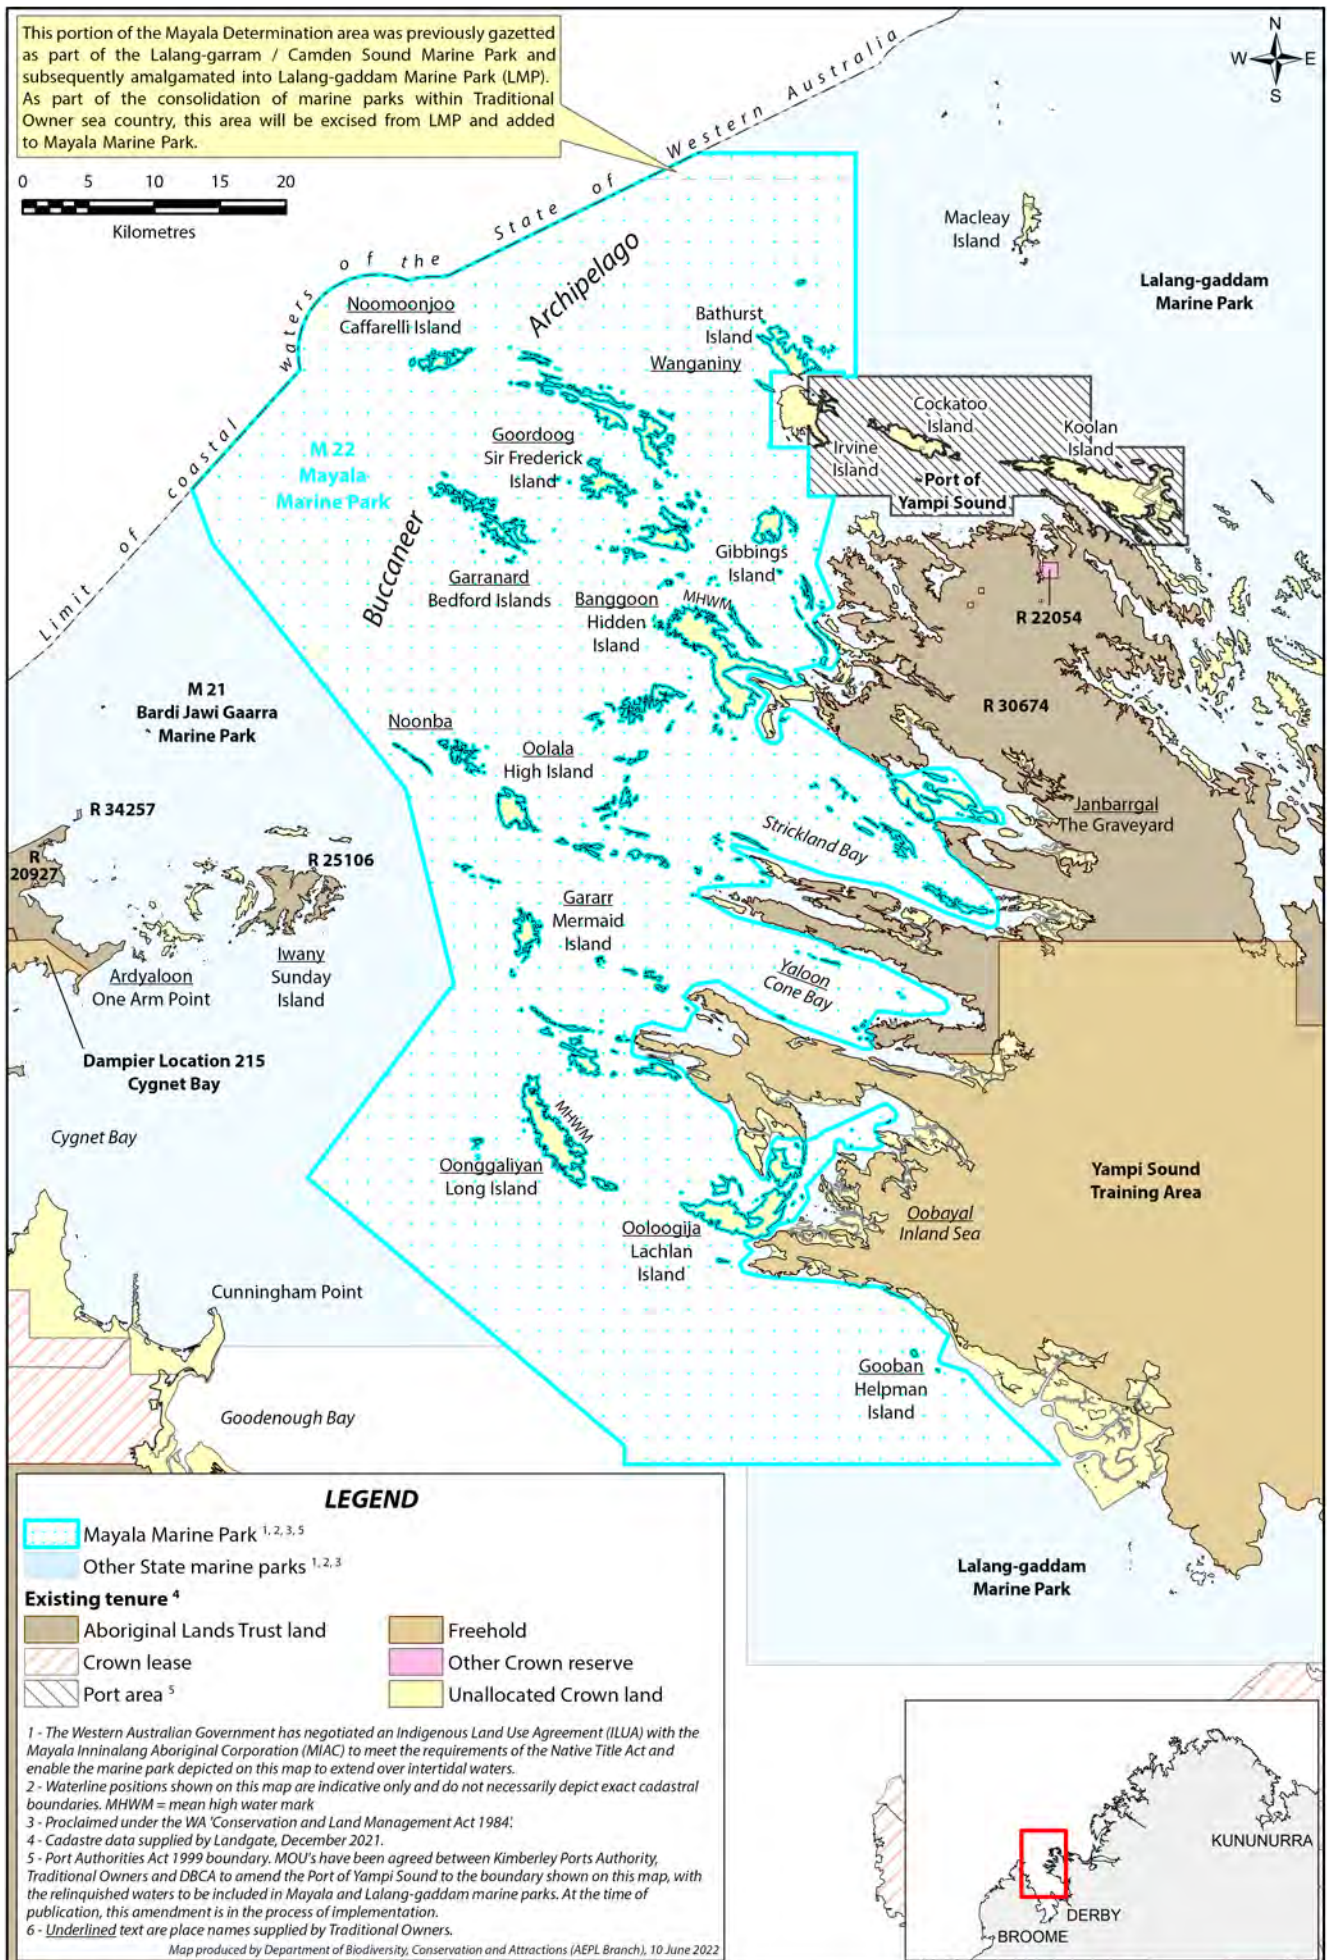 This portion of the Mayala Determination area was previously gazetted
as part of the Lalang-garram / Camden Sound Marine Park and
subsequently amalgamated into Lalang-gaddam Marine Park (LMP).
As part of the consolidation of marine parks within Traditional
Owner sea country, this area will be excised from LMP and added
to Mayala Marine Park.
N
W E
S
0 5 10 15 20
Kilometres
Limit of coastal waters of the State of Western Australia
Macleay
Island
Lalang-gaddam
Marine Park
Noomoonjoo
Caffarelli Island
Buccaneer Archipelago
Bathurst
Island
Wanganiny
Cockatoo
Island
Koolan
Island
Irvine
Island
Port of
Yampi Sound
M 22
Mayala
Marine Park
Goordoog
Sir Frederick
Island
Gibbings
Island
Garranard
Bedford Islands
Banggoon
Hidden
Island
MHWM
R 22054
R 30674
M 21
Bardi Jawi Gaarra
Marine Park
Noonba
Oolala
High Island
Janbarrgal
The Graveyard
Strickland Bay
R 34257
R
20927
R 25106
Gararr
Mermaid
Island
Iwany
Sunday
Island
Ardyaloon
One Arm Point
Yaloon
Cone Bay
Dampier Location 215
Cygnet Bay
Cygnet Bay
MHWM
Oonggaliyan
Long Island
Yampi Sound
Training Area
Oobayal
Inland Sea
Ooloogija
Lachlan
Island
Cunningham Point
Gooban
Helpman
Island
Goodenough Bay
Lalang-gaddam
Marine Park
LEGEND
Mayala Marine Park 1, 2, 3, 5
Other State marine parks 1, 2, 3
Existing tenure 4
Aboriginal Lands Trust land
Crown lease
Port area 5
Freehold
Other Crown reserve
Unallocated Crown land
1 - The Western Australian Government has negotiated an Indigenous Land Use Agreement (ILUA) with the
Mayala Inninalang Aboriginal Corporation (MIAC) to meet the requirements of the Native Title Act and
enable the marine park depicted on this map to extend over intertidal waters.
2 - Waterline positions shown on this map are indicative only and do not necessarily depict exact cadastral
boundaries. MHWM = mean high water mark
3 - Proclaimed under the WA 'Conservation and Land Management Act 1984'.
4 - Cadastre data supplied by Landgate, December 2021.
5 - Port Authorities Act 1999 boundary. MOU's have been agreed between Kimberley Ports Authority,
Traditional Owners and DBCA to amend the Port of Yampi Sound to the boundary shown on this map, with
the relinquished waters to be included in Mayala and Lalang-gaddam marine parks. At the time of
publication, this amendment is in the process of implementation.
6 - Underlined text are place names supplied by Traditional Owners.
Map produced by Department of Biodiversity, Conservation and Attractions (AEPL Branch), 10 June 2022
KUNUNURRA
DERBY
BROOME